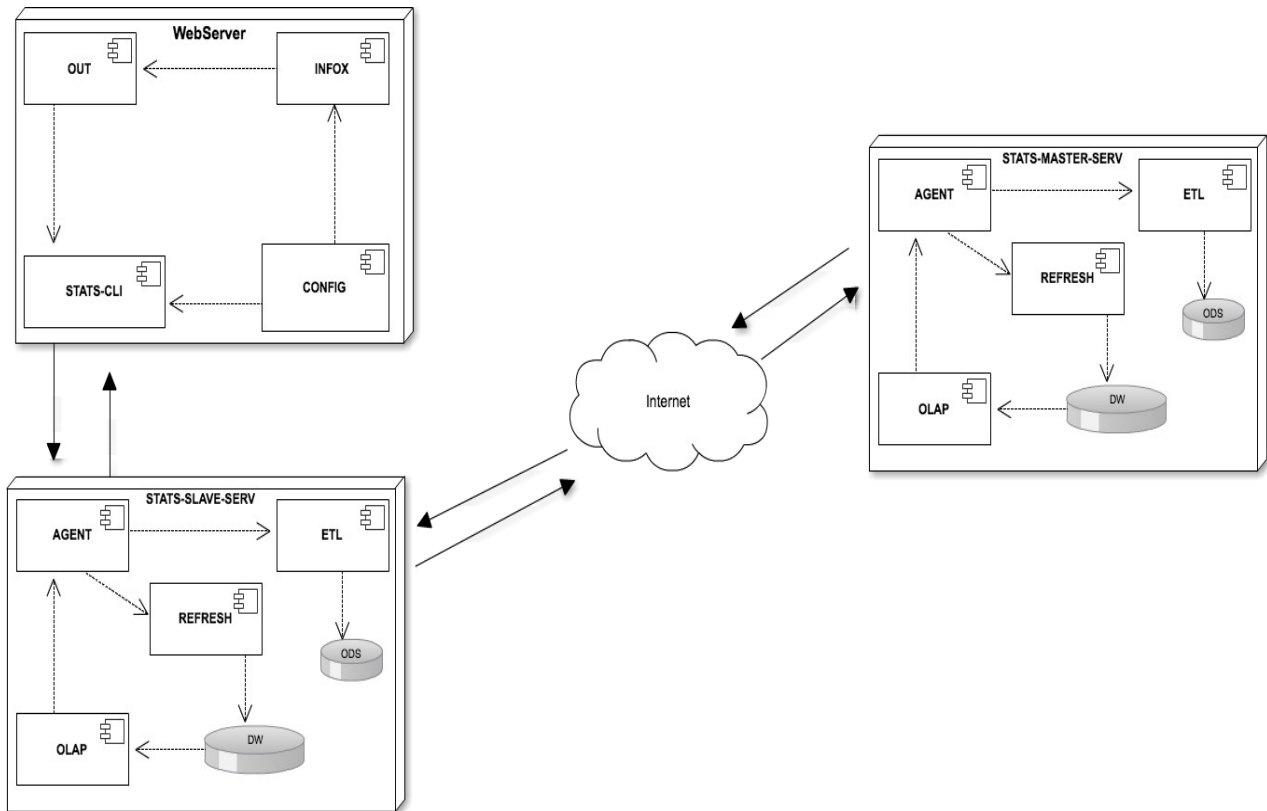 WebServer
OUT
INFOX
STATS-CLI
CONFIG
STATS-MASTER-SERV
AGENT
ETL
REFRESH
ODS
OLAP
DW
Internet
STATS-SLAVE-SERV
AGENT
ETL
REFRESH
ODS
OLAP
DW